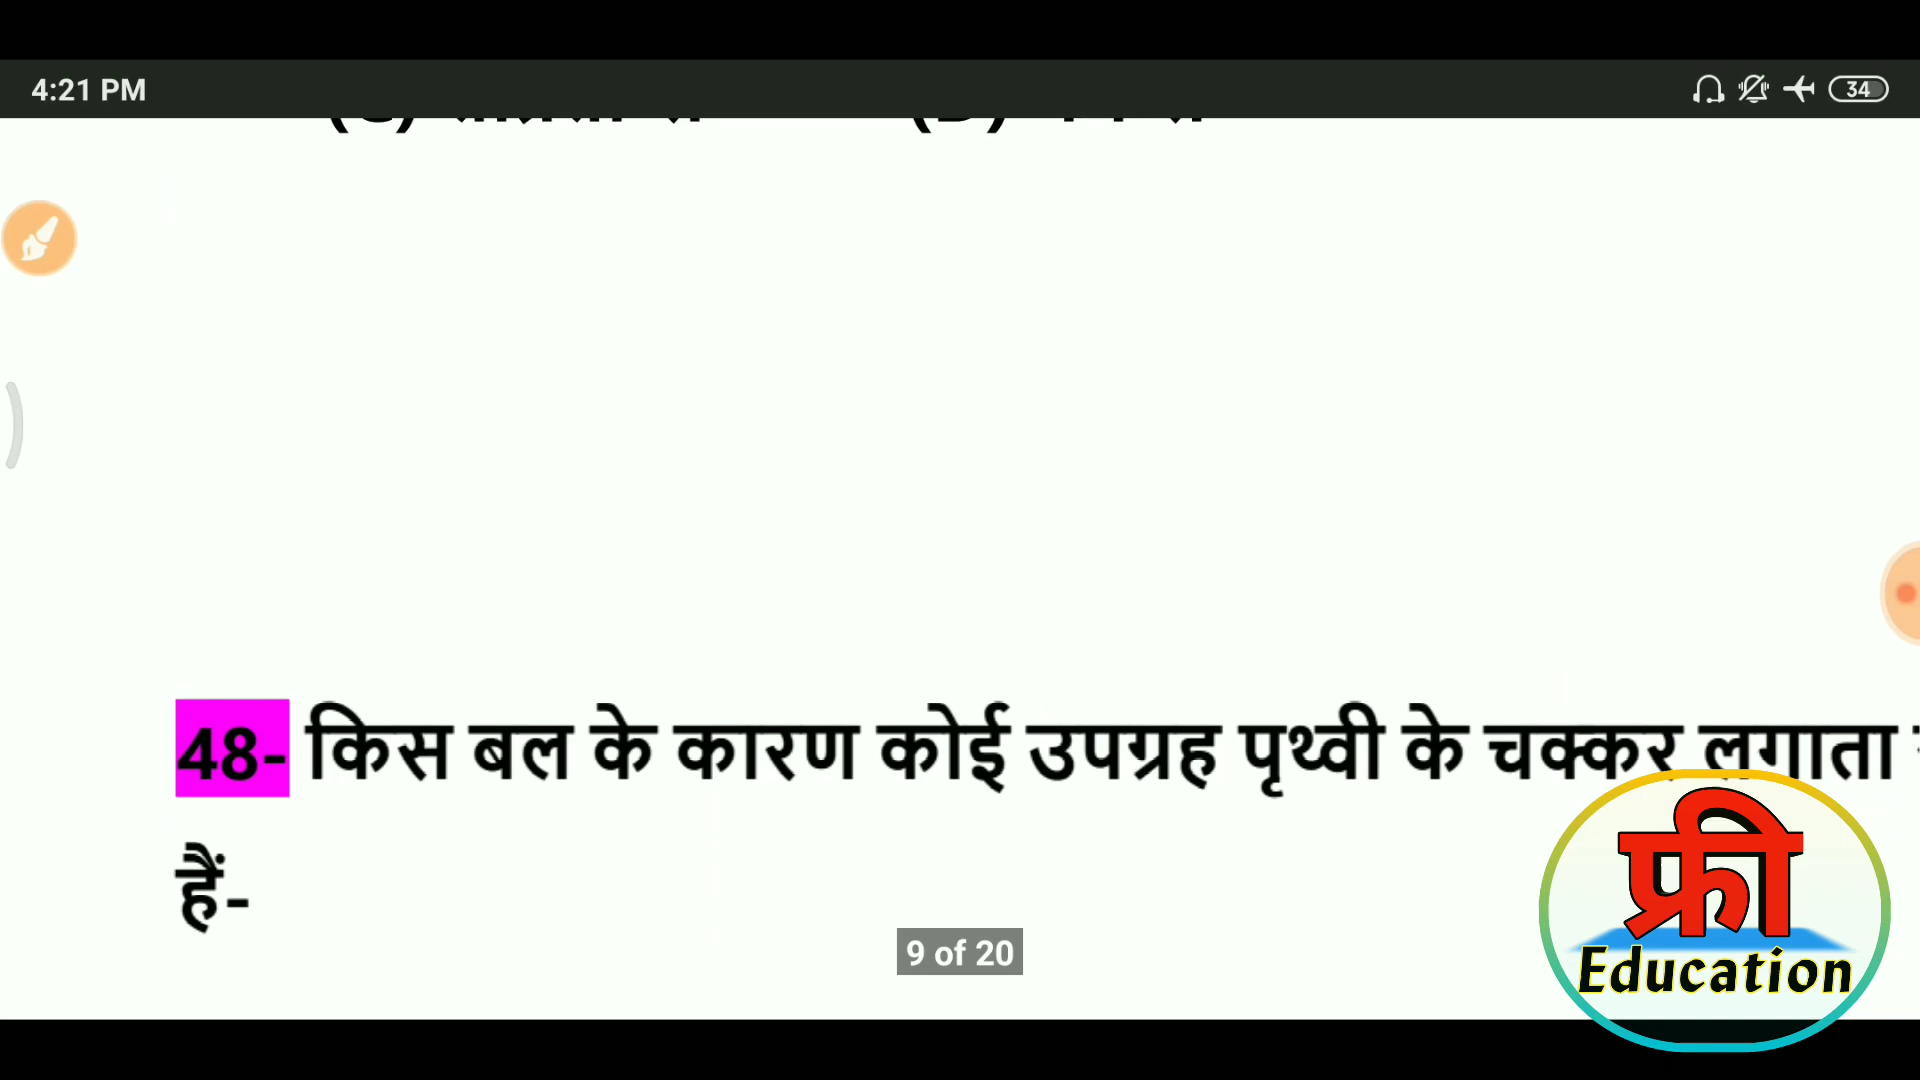 4:21 PM
34
48- किस बल के कारण कोई उपग्रह पृथ्वी के चक्कर लगाता
हैं-
9 of 20
फ्री
Education